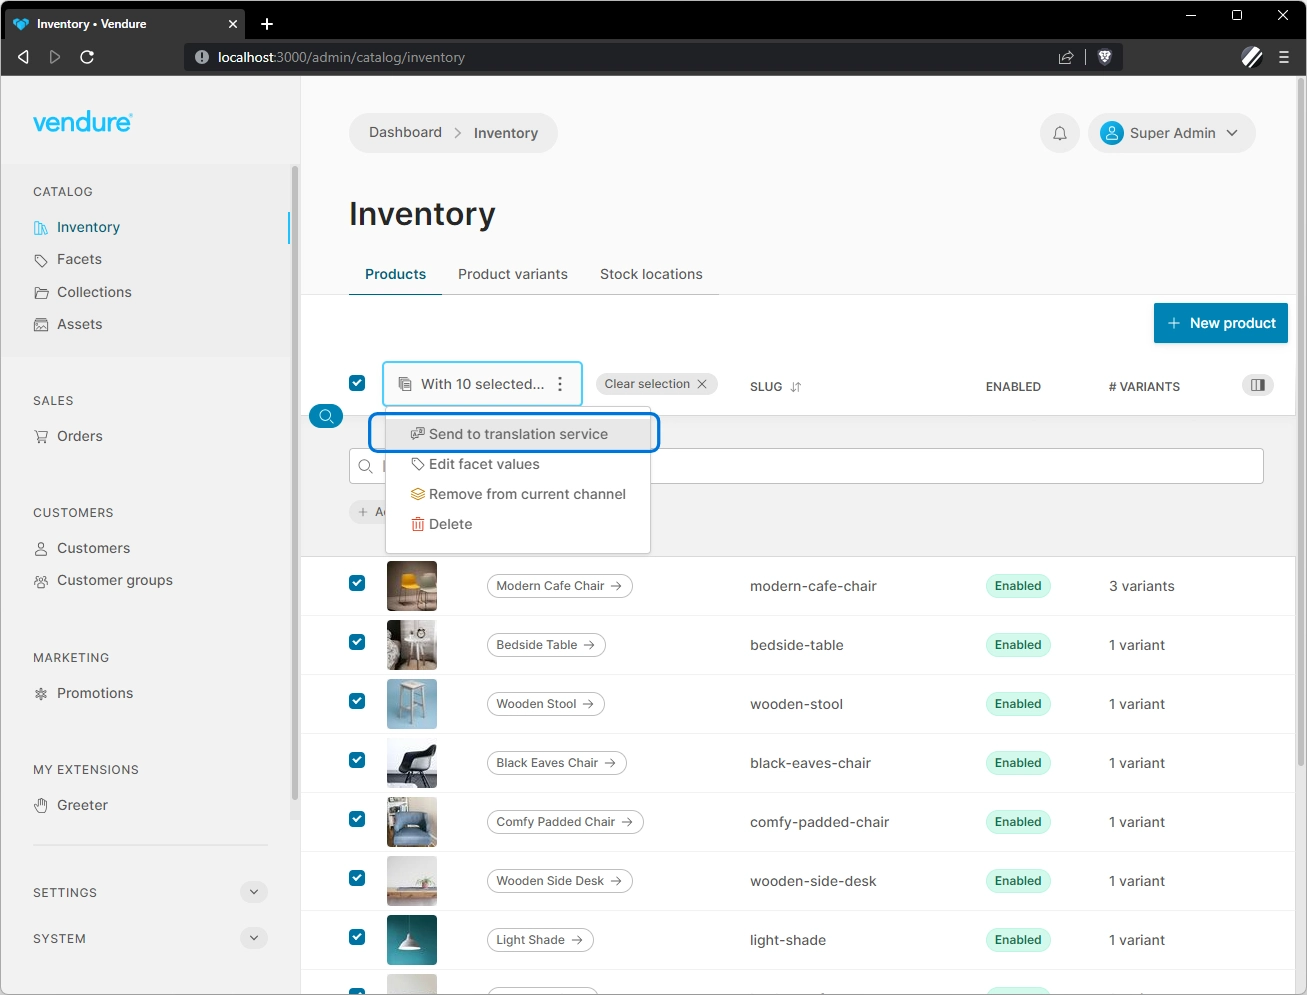 Inventory • Vendure
localhost:3000/admin/catalog/inventory
vendure
Dashboard > Inventory
Super Admin
CATALOG
Inventory
Facets
Collections
Assets
SALES
Orders
CUSTOMERS
Customers
Customer groups
MARKETING
Promotions
MY EXTENSIONS
Greeter
SETTINGS
SYSTEM
Inventory
Products Product variants Stock locations
+ New product
With 10 selected... Clear selection SLUG ENABLED # VARIANTS
Send to translation service
Edit facet values
Remove from current channel
Delete
Modern Cafe Chair → modern-cafe-chair Enabled 3 variants
Bedside Table → bedside-table Enabled 1 variant
Wooden Stool → wooden-stool Enabled 1 variant
Black Eaves Chair → black-eaves-chair Enabled 1 variant
Comfy Padded Chair → comfy-padded-chair Enabled 1 variant
Wooden Side Desk → wooden-side-desk Enabled 1 variant
Light Shade → light-shade Enabled 1 variant